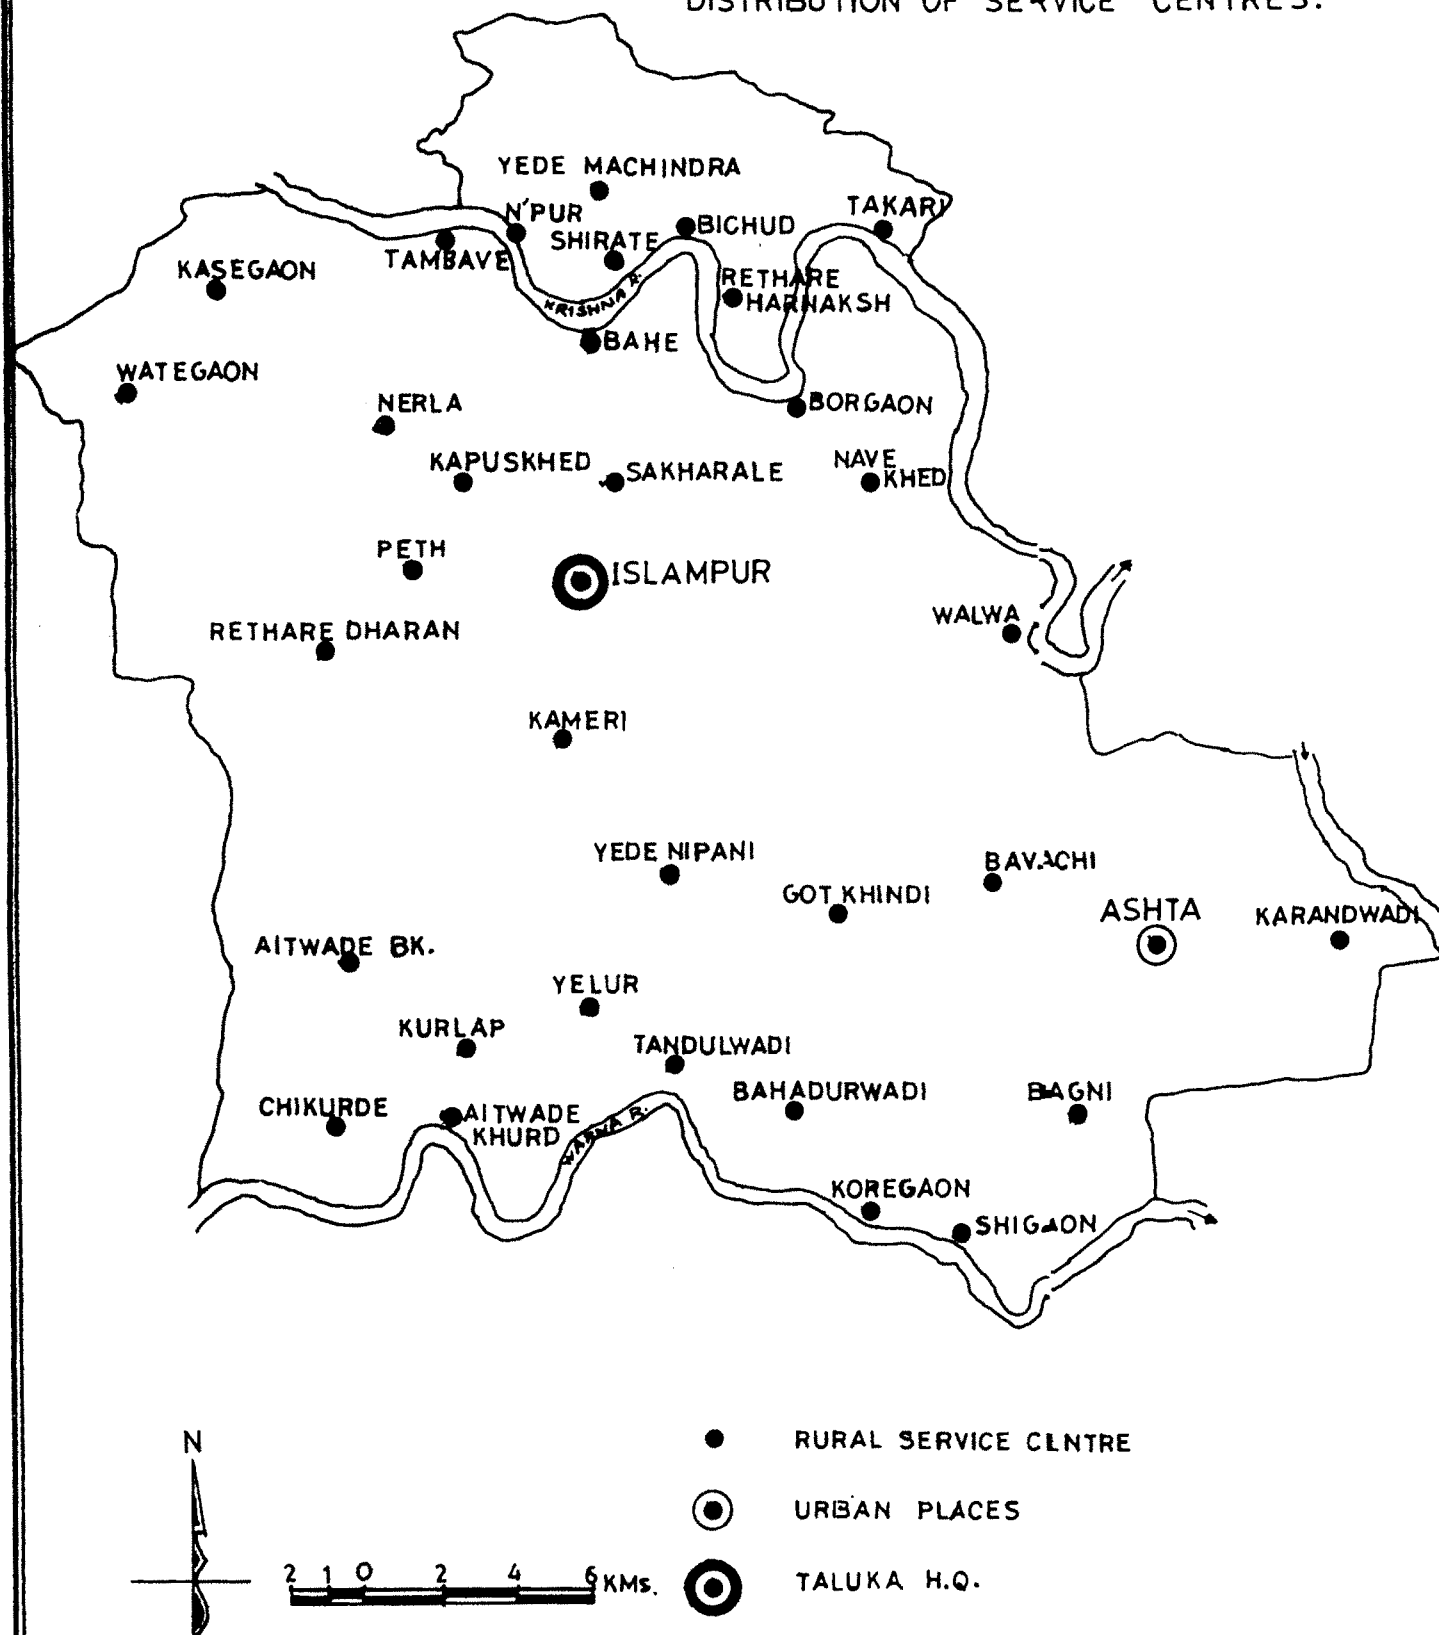 DISTRIBUTION OF SERVICE CENTRES.
YEDE MACHINDRA
N'PUR
TAKARI
SHIRATE
BICHUD
TAMBAVE
KASEGAON
RETHARE
HARNAKSH
KRISHNA R.
BAHE
WATEGAON
NERLA
BORGAON
KAPUSKHED
SAKHARALE
NAVE
KHED
PETH
ISLAMPUR
WALWA
RETHARE DHARAN
KAMERI
YEDE NIPANI
BAVACHI
GOT KHINDI
ASHTA
KARANDWADI
AITWADE BK.
YELUR
KURLAP
TANDULWADI
BAHADURWADI
BAGNI
CHIKURDE
AITWADE
KHURD
WARNA R.
KOREGAON
SHIGAON
N
RURAL SERVICE CENTRE
URBAN PLACES
2 1 0 2 4 6 KMs.
TALUKA H.Q.